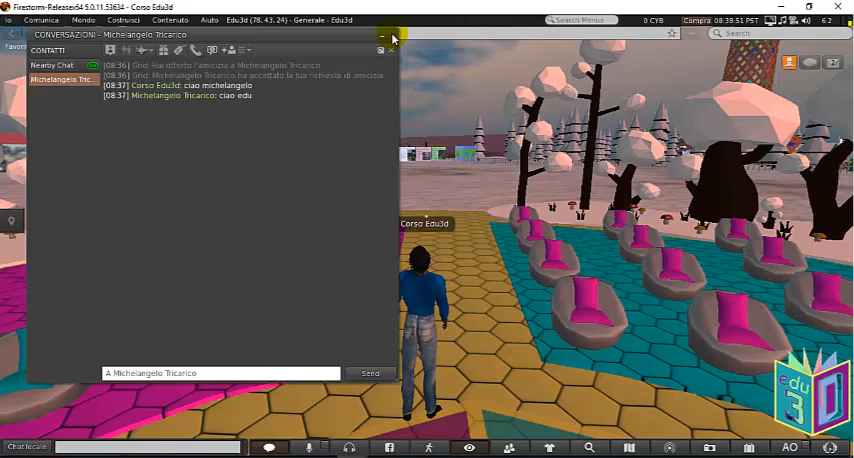 Firestorm-Releasex64 5.0.11.53634 - Corso Edu3d
Io Comunica Mondo Costruisci Contenuto Aiuto Edu3d (78, 43, 24) - Generale - Edu3d
Search Menus
0 CYB
Compra
08:38:51 PST
6.2
Favori
Search
CONVERSAZIONI - Michelangelo Tricarico
CONTATTI
Nearby Chat
Michelangelo Tric...
[08:36] Grid: Hai offerto l'amicizia a Michelangelo Tricarico
[08:36] Grid: Michelangelo Tricarico ha accettato la tua richiesta di amicizia
[08:37] Corso Edu3d: ciao michelangelo
[08:37] Michelangelo Tricarico: ciao edu
Corso Edu3d
A Michelangelo Tricarico
Send
edu
3D
Chat locale
AO